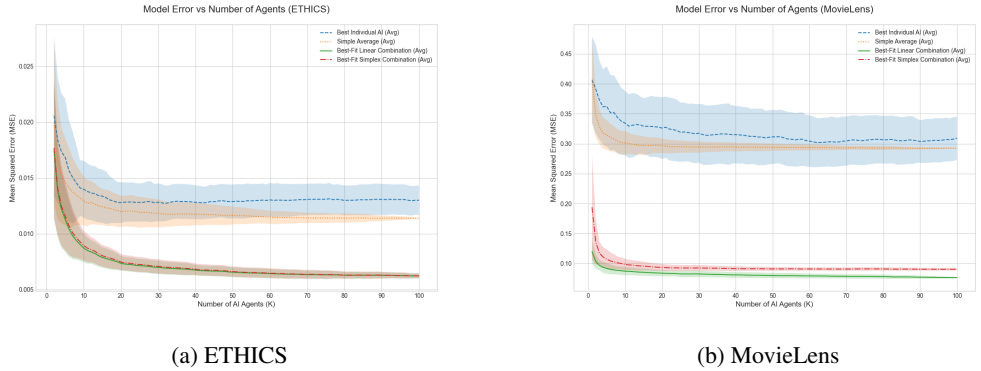 Model Error vs Number of Agents (ETHICS)
Best Individual AI (Avg)
Simple Average (Avg)
Best-Fit Linear Combination (Avg)
Best-Fit Simplex Combination (Avg)
Mean Squared Error (MSE)
0.025
0.020
0.015
0.010
0.005
0 10 20 30 40 50 60 70 80 90 100
Number of AI Agents (K)
(a) ETHICS
Model Error vs Number of Agents (MovieLens)
Best Individual AI (Avg)
Simple Average (Avg)
Best-Fit Linear Combination (Avg)
Best-Fit Simplex Combination (Avg)
Mean Squared Error (MSE)
0.45
0.40
0.35
0.30
0.25
0.20
0.15
0.10
0 10 20 30 40 50 60 70 80 90 100
Number of AI Agents (K)
(b) MovieLens